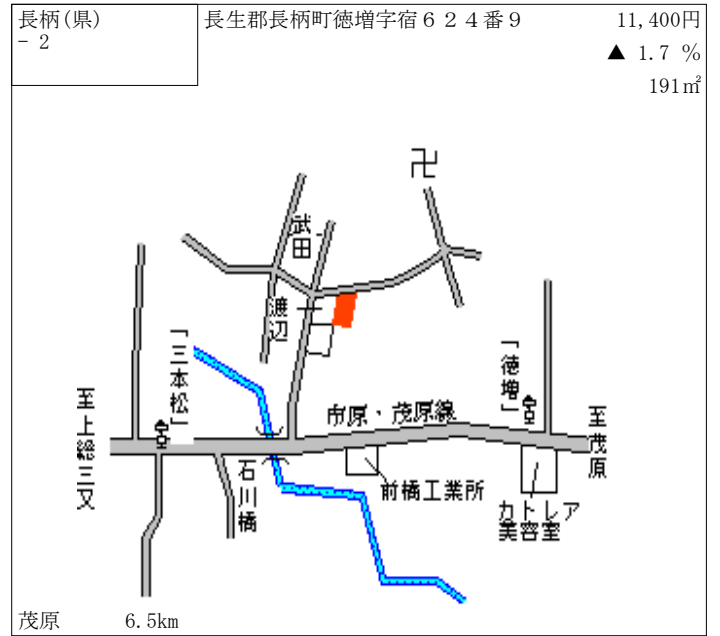 長柄(県)
- 2
長生郡長柄町徳増字宿６２４番９
11,400円
▲ 1.7 %
191㎡
卍
武田
渡辺
「三本松」
「徳増」
至上総三又
市原・茂原線
至茂原
石川橋
前橋工業所
カトレア
美容室
茂原 6.5km